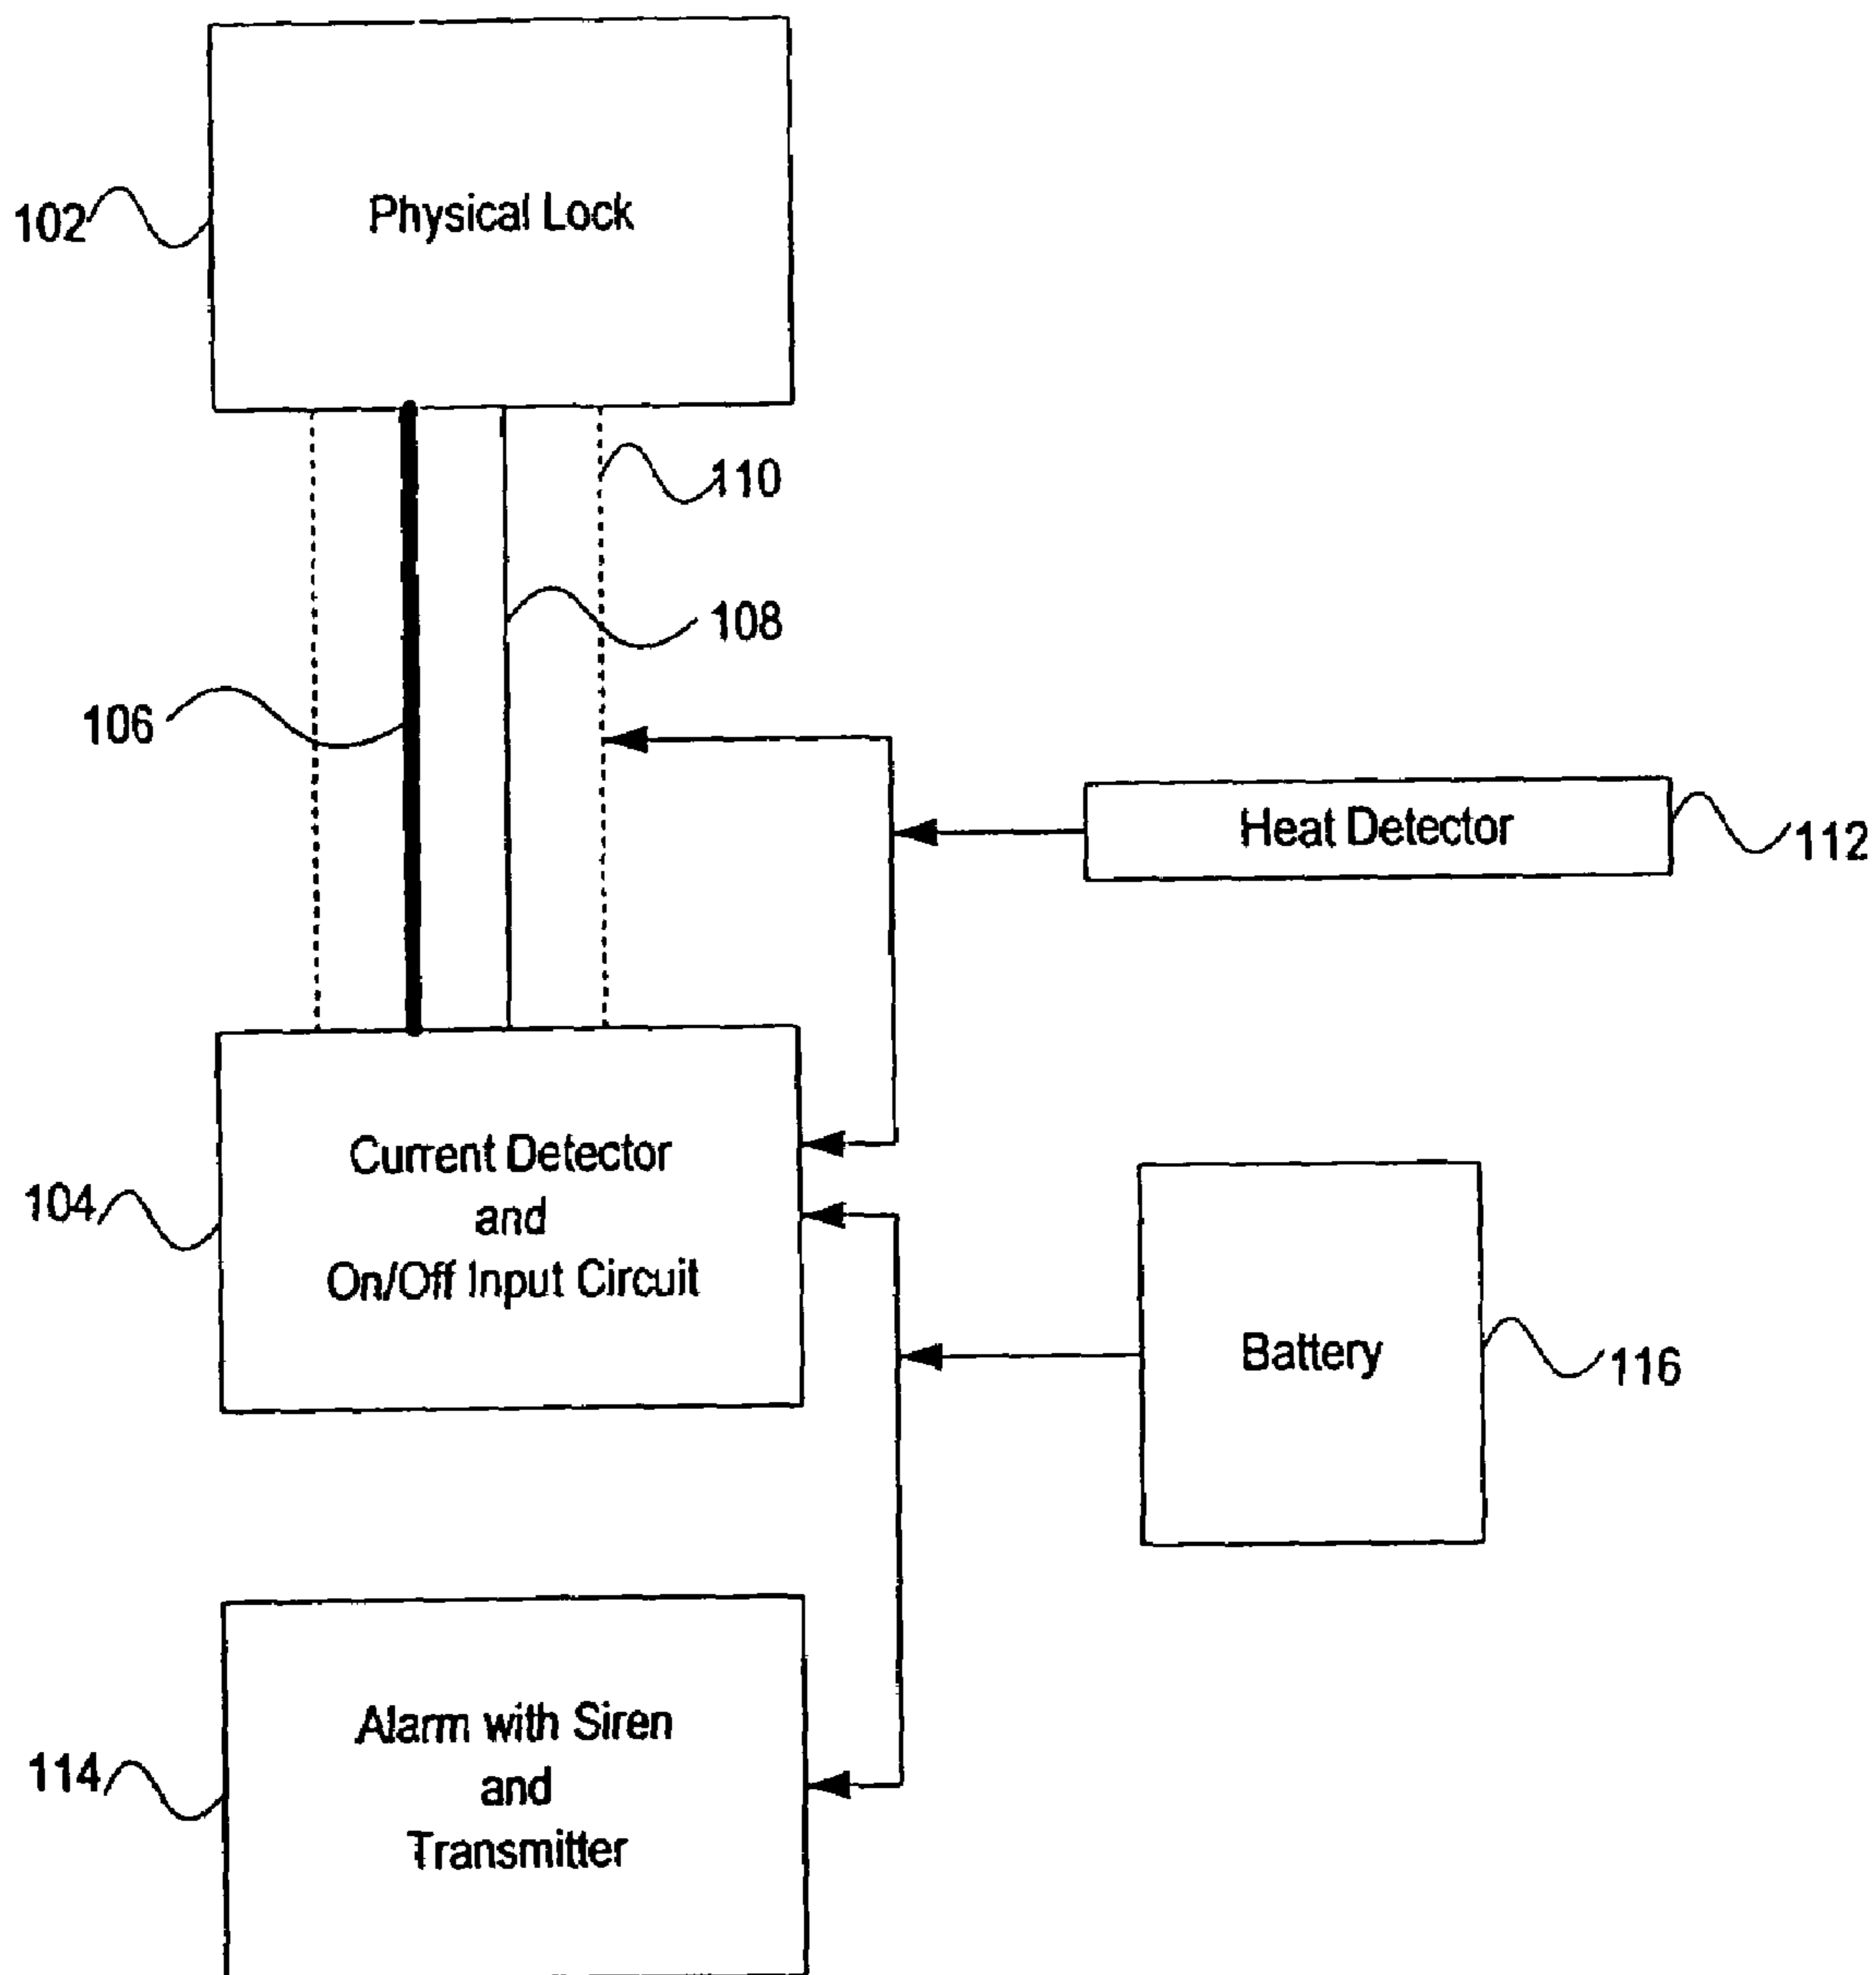 Physical Lock
102
110
108
106
Heat Detector
112
Current Detector
and
On/Off Input Circuit
104
Battery
116
Alarm with Siren
and
Transmitter
114